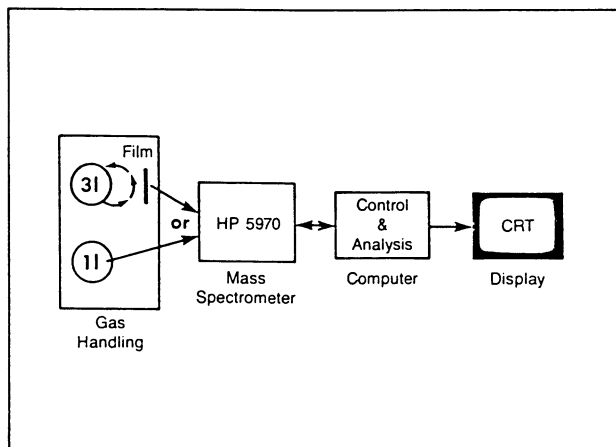 Film
3l
or
1l
HP 5970
Control
&
Analysis
CRT
Mass
Spectrometer
Computer
Display
Gas
Handling